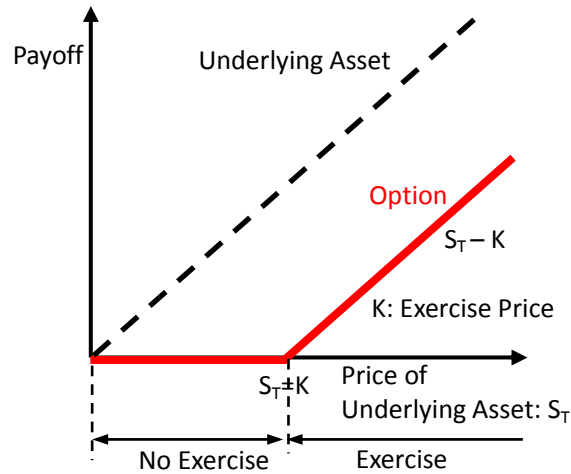 Payoff
Underlying Asset
Option
S_T – K
K: Exercise Price
S_T=K
Price of
Underlying Asset: S_T
No Exercise
Exercise